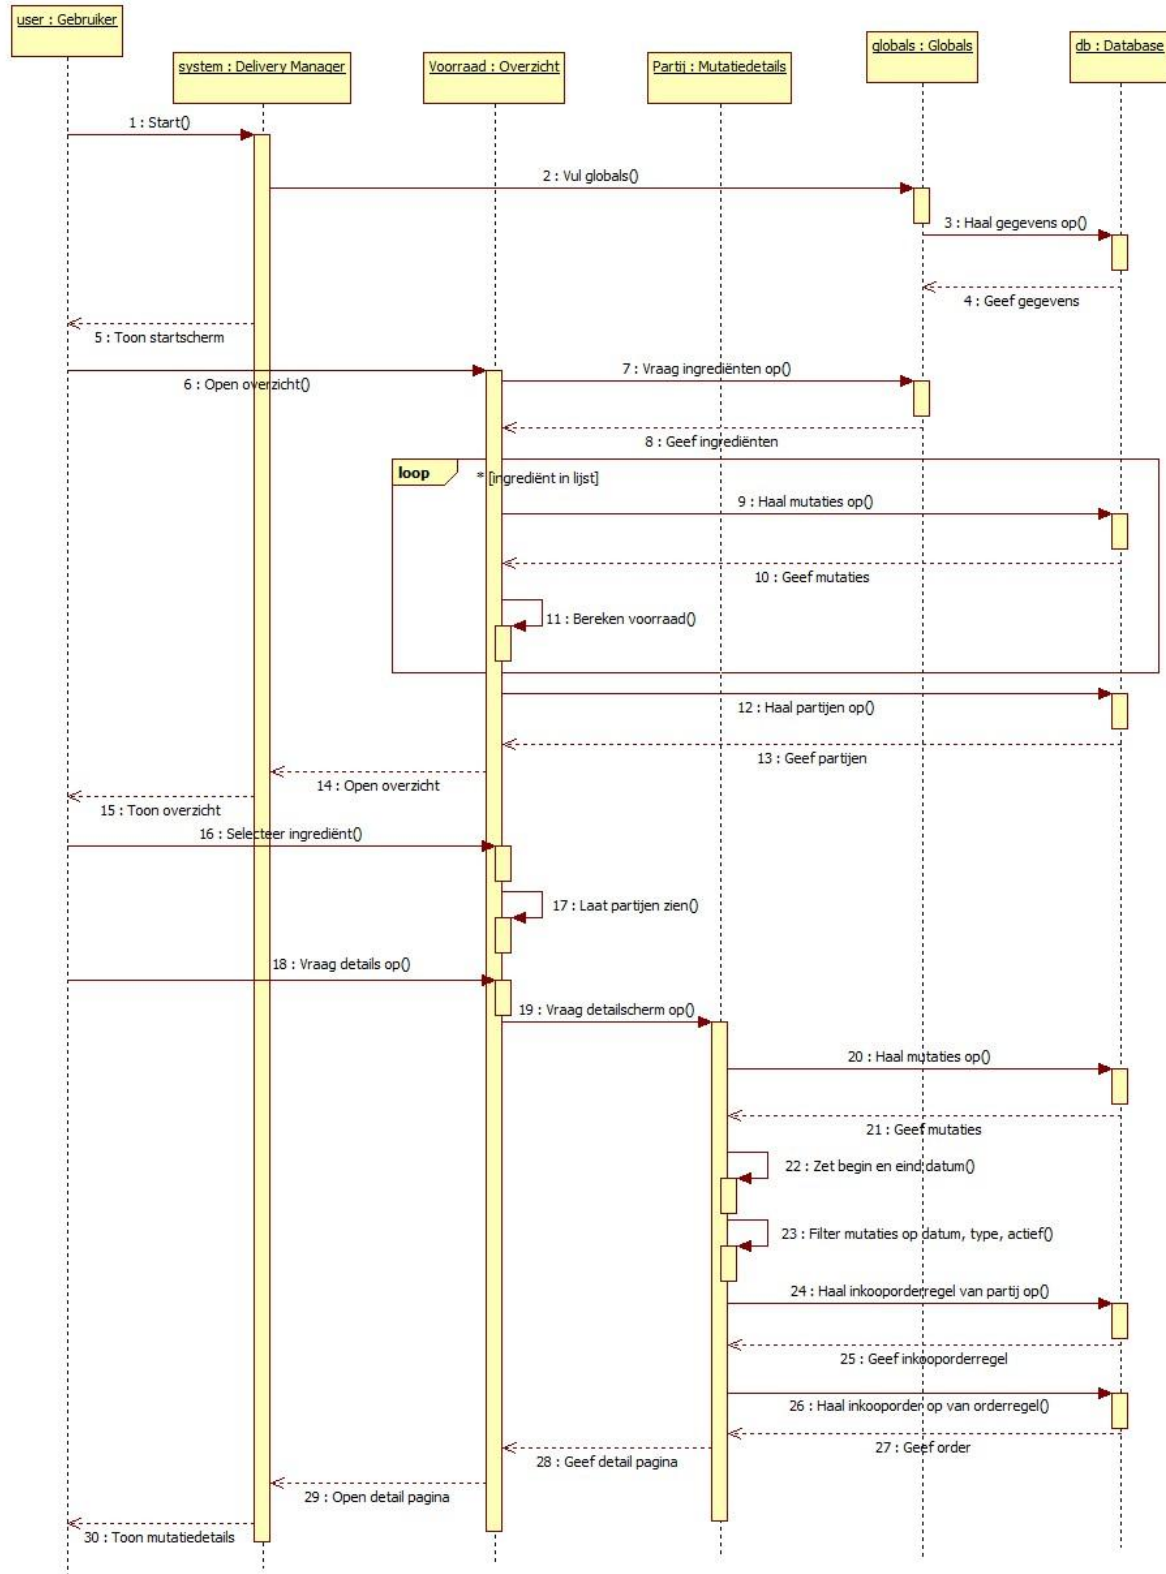 user : Gebruiker
system : Delivery Manager
Voorraad : Overzicht
Partij : Mutatiedetails
globals : Globals
db : Database
1 : Start()
2 : Vul globals()
3 : Haal gegevens op()
4 : Geef gegevens
5 : Toon startscherm
6 : Open overzicht()
7 : Vraag ingrediënten op()
8 : Geef ingrediënten
loop
* [ingrediënt in lijst]
9 : Haal mutaties op()
10 : Geef mutaties
11 : Bereken voorraad()
12 : Haal partijen op()
13 : Geef partijen
14 : Open overzicht
15 : Toon overzicht
16 : Selecteer ingrediënt()
17 : Laat partijen zien()
18 : Vraag details op()
19 : Vraag detailscherm op()
20 : Haal mutaties op()
21 : Geef mutaties
22 : Zet begin en eind datum()
23 : Filter mutaties op datum, type, actief()
24 : Haal inkooporderregel van partij op()
25 : Geef inkooporderregel
26 : Haal inkooporder op van orderregel()
27 : Geef order
28 : Geef detail pagina
29 : Open detail pagina
30 : Toon mutatiedetails